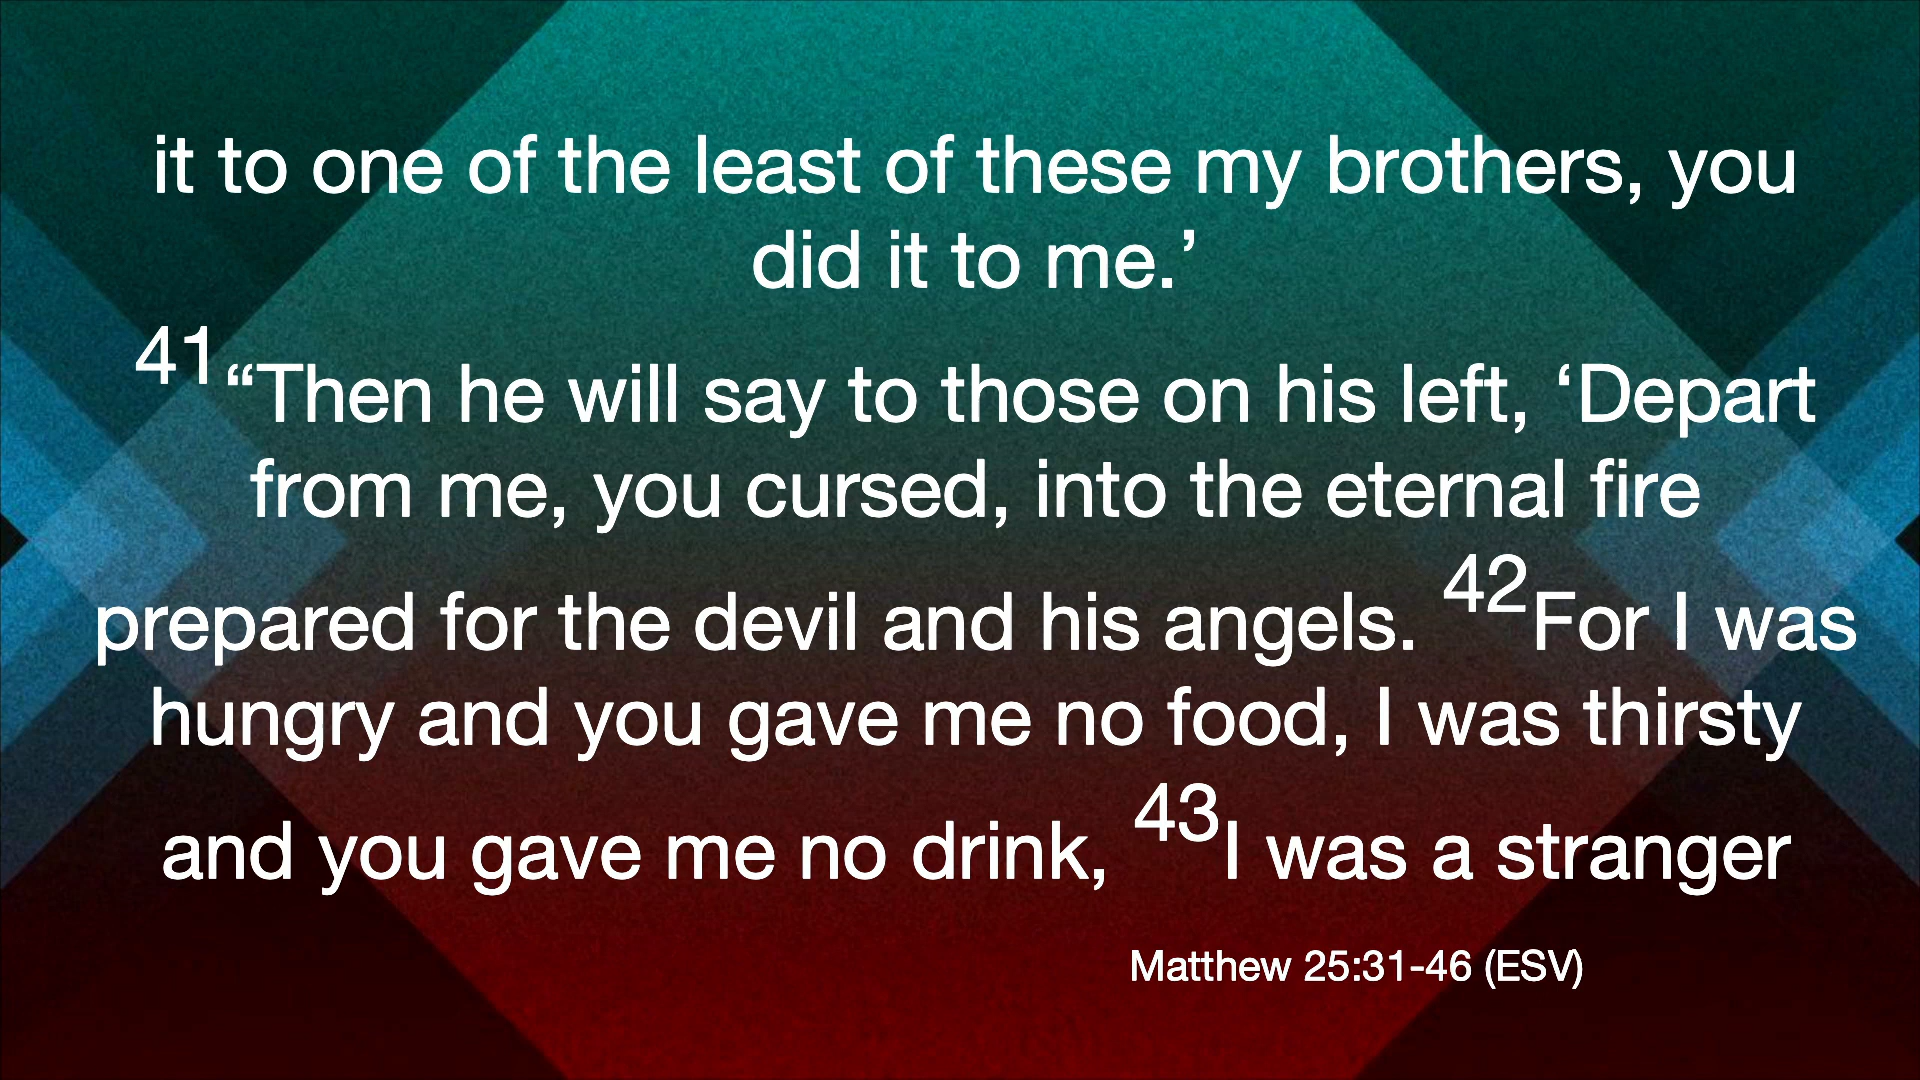 it to one of the least of these my brothers, you
did it to me.’
41“Then he will say to those on his left, ‘Depart
from me, you cursed, into the eternal fire
prepared for the devil and his angels. 42For I was
hungry and you gave me no food, I was thirsty
and you gave me no drink, 43I was a stranger
Matthew 25:31-46 (ESV)